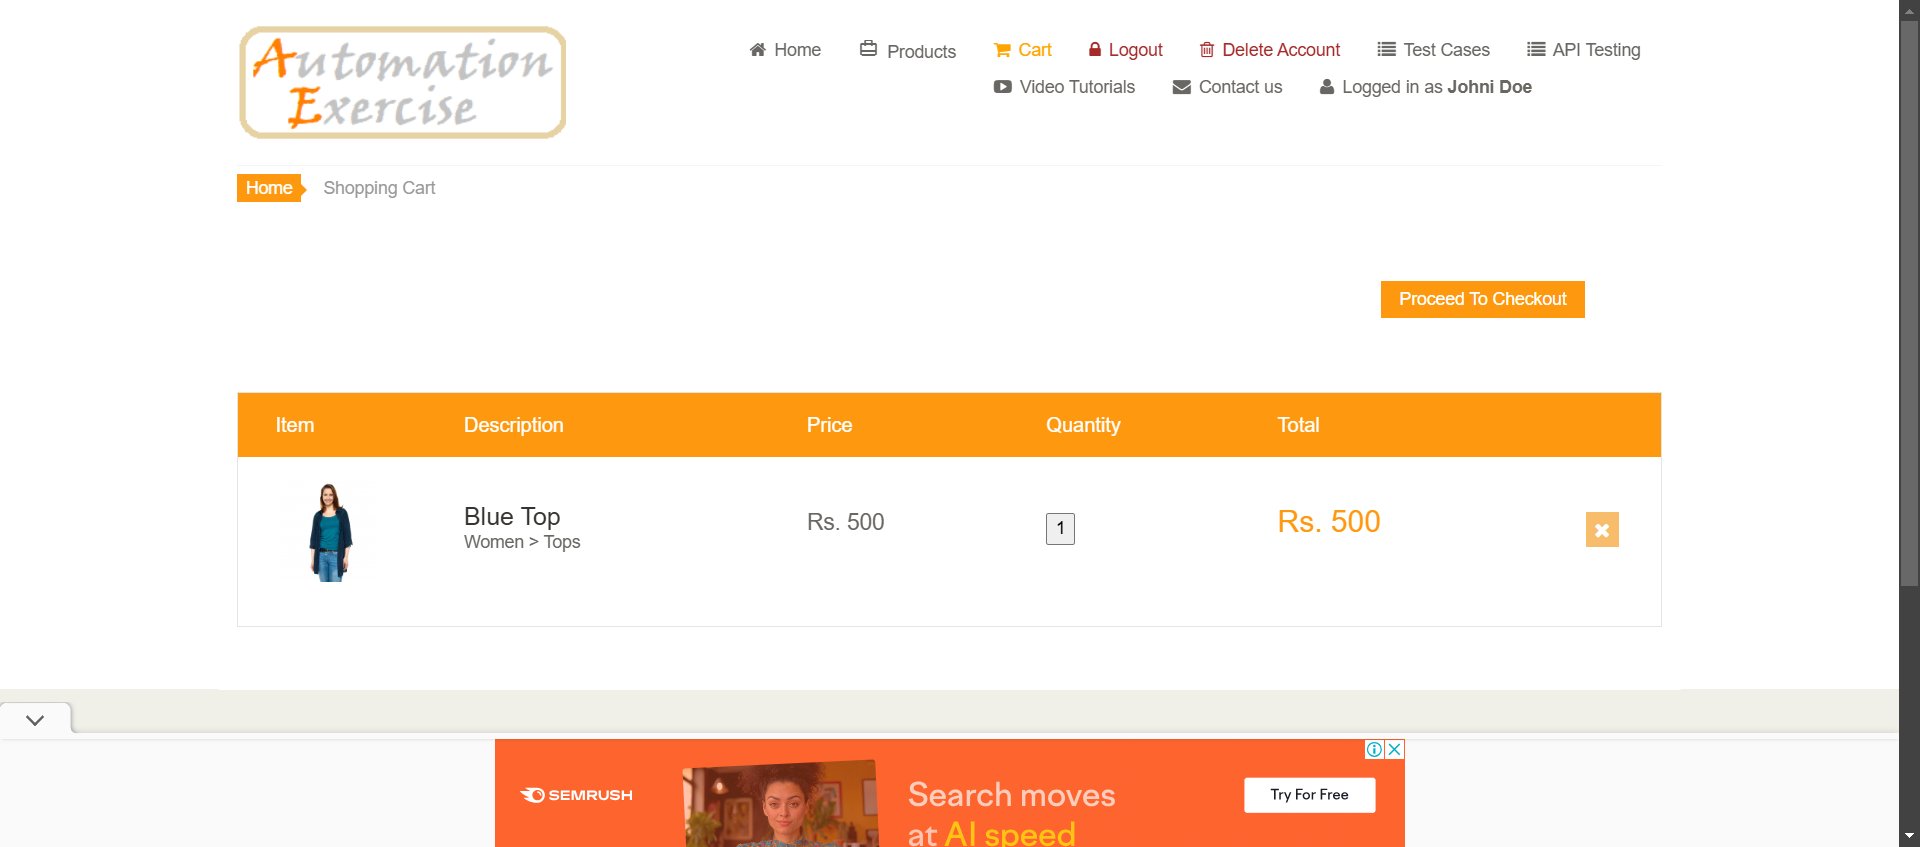 Automation
Exercise
Home Products Cart Logout Delete Account Test Cases API Testing
Video Tutorials Contact us Logged in as Johni Doe
Home Shopping Cart
Proceed To Checkout
Item Description Price Quantity Total
Blue Top Rs. 500 1 Rs. 500
Women > Tops
SEMRUSH
Search moves
at AI speed
Try For Free